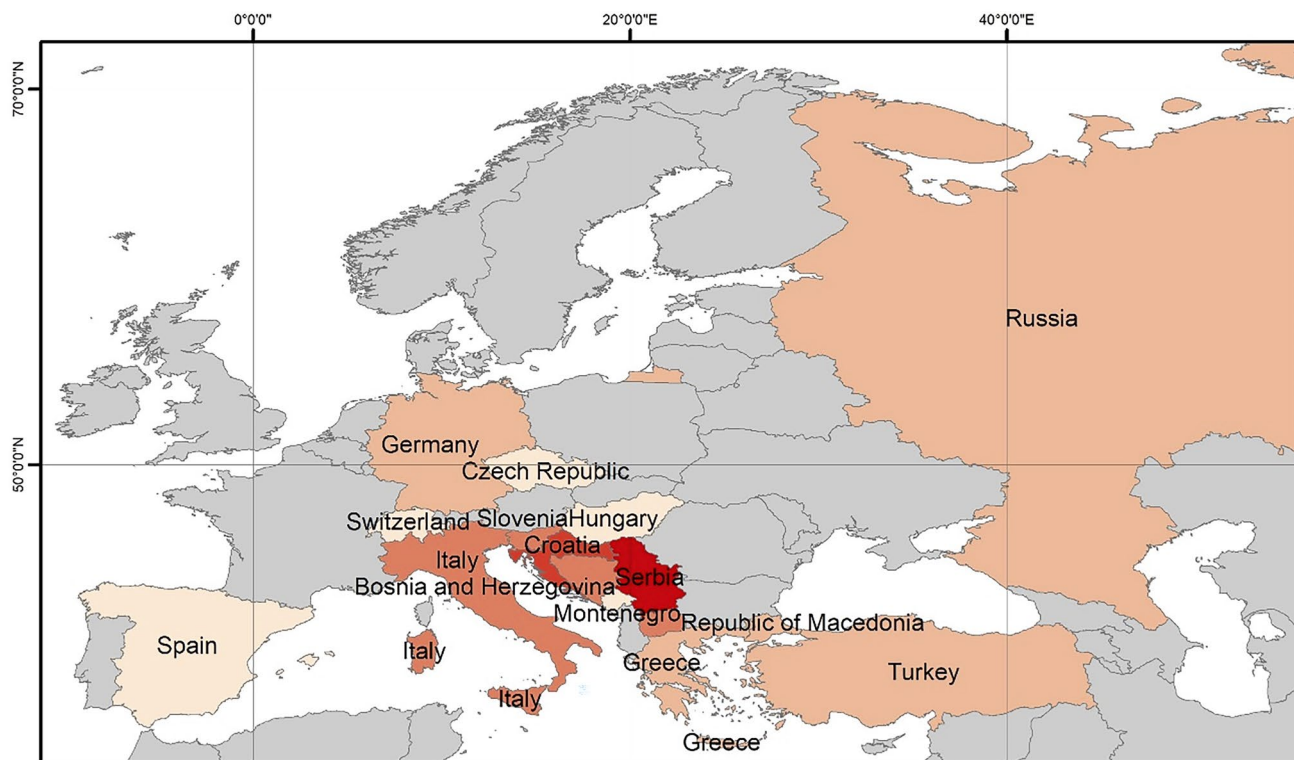 0°0'0"
20°0'0"E
40°0'0"E
70°0'0"N
Russia
50°0'0"N
Germany
Czech Republic
Switzerland
Slovenia
Hungary
Croatia
Italy
Bosnia and Herzegovina
Serbia
Montenegro
Republic of Macedonia
Spain
Italy
Greece
Turkey
Italy
Greece